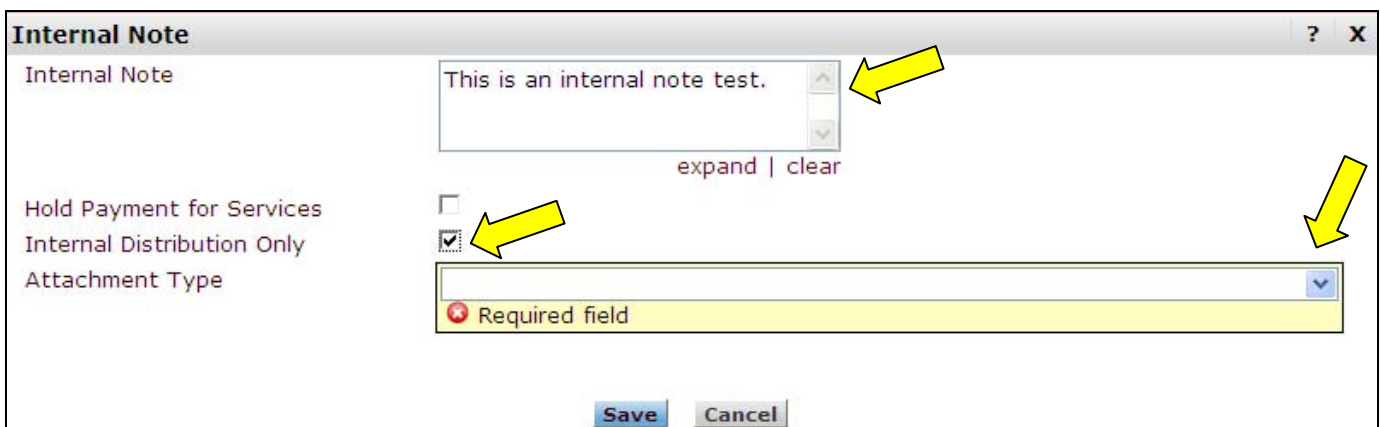 Internal Note ? X
Internal Note This is an internal note test.
expand | clear
Hold Payment for Services
Internal Distribution Only
Attachment Type
Required field
Save Cancel